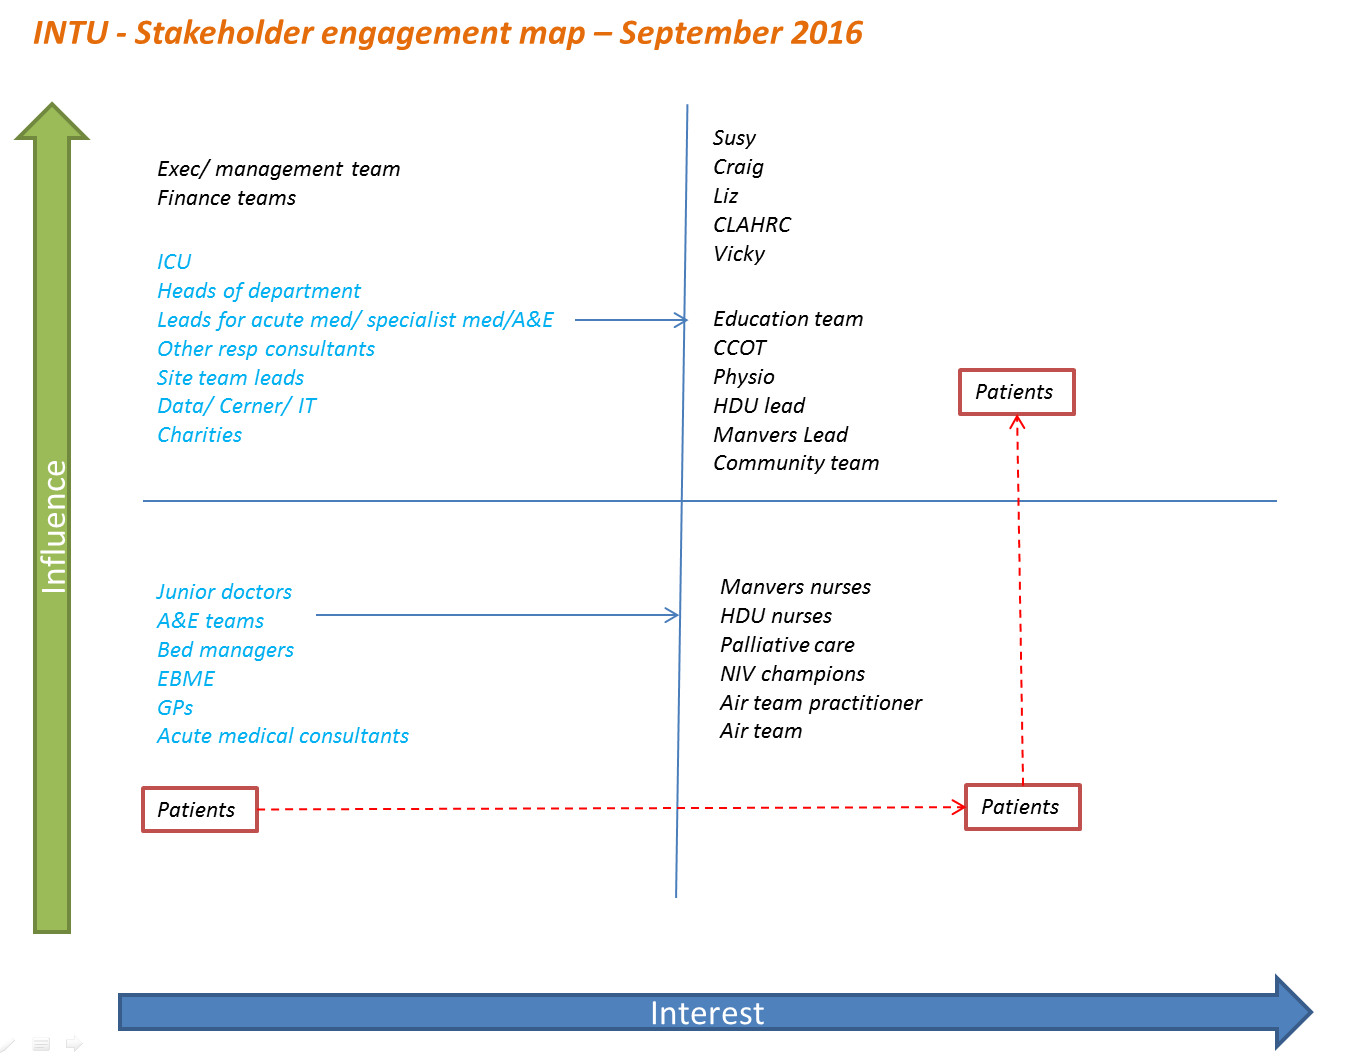 INTU - Stakeholder engagement map – September 2016
Exec/ management team
Finance teams
ICU
Heads of department
Leads for acute med/ specialist med/A&E
Other resp consultants
Site team leads
Data/ Cerner/ IT
Charities
Susy
Craig
Liz
CLAHRC
Vicky
Education team
CCOT
Physio
HDU lead
Manvers Lead
Community team
Patients
Influence
Junior doctors
A&E teams
Bed managers
EBME
GPs
Acute medical consultants
Patients
Manvers nurses
HDU nurses
Palliative care
NIV champions
Air team practitioner
Air team
Patients
Interest